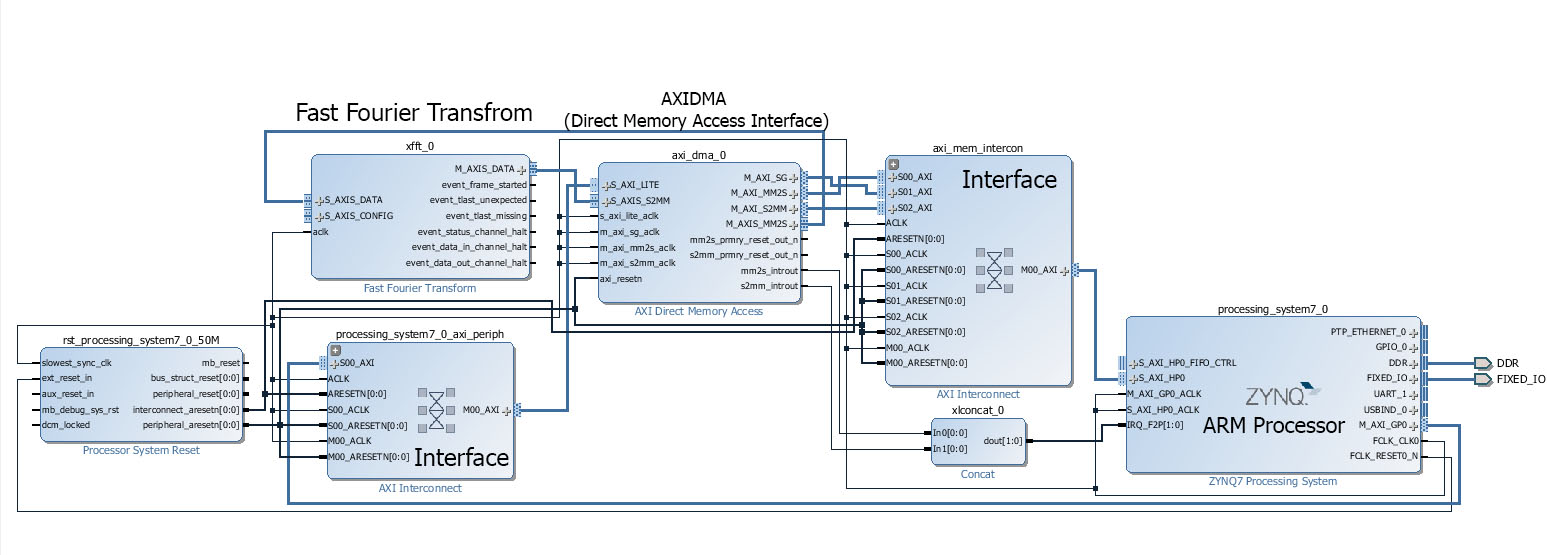 Fast Fourier Transfrom
AXIDMA
(Direct Memory Access Interface)
xfft_0
M_AXIS_DATA
event_frame_started
S_AXIS_DATA
event_tlast_unexpected
S_AXIS_CONFIG
event_tlast_missing
aclk
event_status_channel_halt
event_data_in_channel_halt
event_data_out_channel_halt
Fast Fourier Transform
axi_dma_0
S_AXI_LITE
S_AXIS_S2MM
s_axi_lite_aclk
m_axi_sg_aclk
m_axi_mm2s_aclk
m_axi_s2mm_aclk
axi_resetn
M_AXI_SG
M_AXI_MM2S
M_AXI_S2MM
M_AXIS_MM2S
mm2s_prmry_reset_out_n
s2mm_prmry_reset_out_n
mm2s_introut
s2mm_introut
AXI Direct Memory Access
axi_mem_intercon
S00_AXI
S01_AXI
S02_AXI
ACLK
ARESETN[0:0]
S00_ACLK
S00_ARESETN[0:0]
S01_ACLK
S01_ARESETN[0:0]
S02_ACLK
S02_ARESETN[0:0]
M00_ACLK
M00_ARESETN[0:0]
Interface
M00_AXI
AXI Interconnect
rst_processing_system7_0_50M
slowest_sync_clk
ext_reset_in
aux_reset_in
mb_debug_sys_rst
dcm_locked
mb_reset
bus_struct_reset[0:0]
peripheral_reset[0:0]
interconnect_aresetn[0:0]
peripheral_aresetn[0:0]
Processor System Reset
processing_system7_0_axi_periph
S00_AXI
ACLK
ARESETN[0:0]
S00_ACLK
S00_ARESETN[0:0]
M00_ACLK
M00_ARESETN[0:0]
M00_AXI
Interface
AXI Interconnect
xlconcat_0
In0[0:0]
In1[0:0]
dout[1:0]
Concat
processing_system7_0
S_AXI_HP0_FIFO_CTRL
S_AXI_HP0
M_AXI_GP0_ACLK
S_AXI_HP0_ACLK
IRQ_F2P[1:0]
ZYNQ
ARM Processor
PTP_ETHERNET_0
GPIO_0
DDR
FIXED_IO
UART_1
USBIND_0
M_AXI_GP0
FCLK_CLK0
FCLK_RESET0_N
ZYNQ7 Processing System
DDR
FIXED_IO